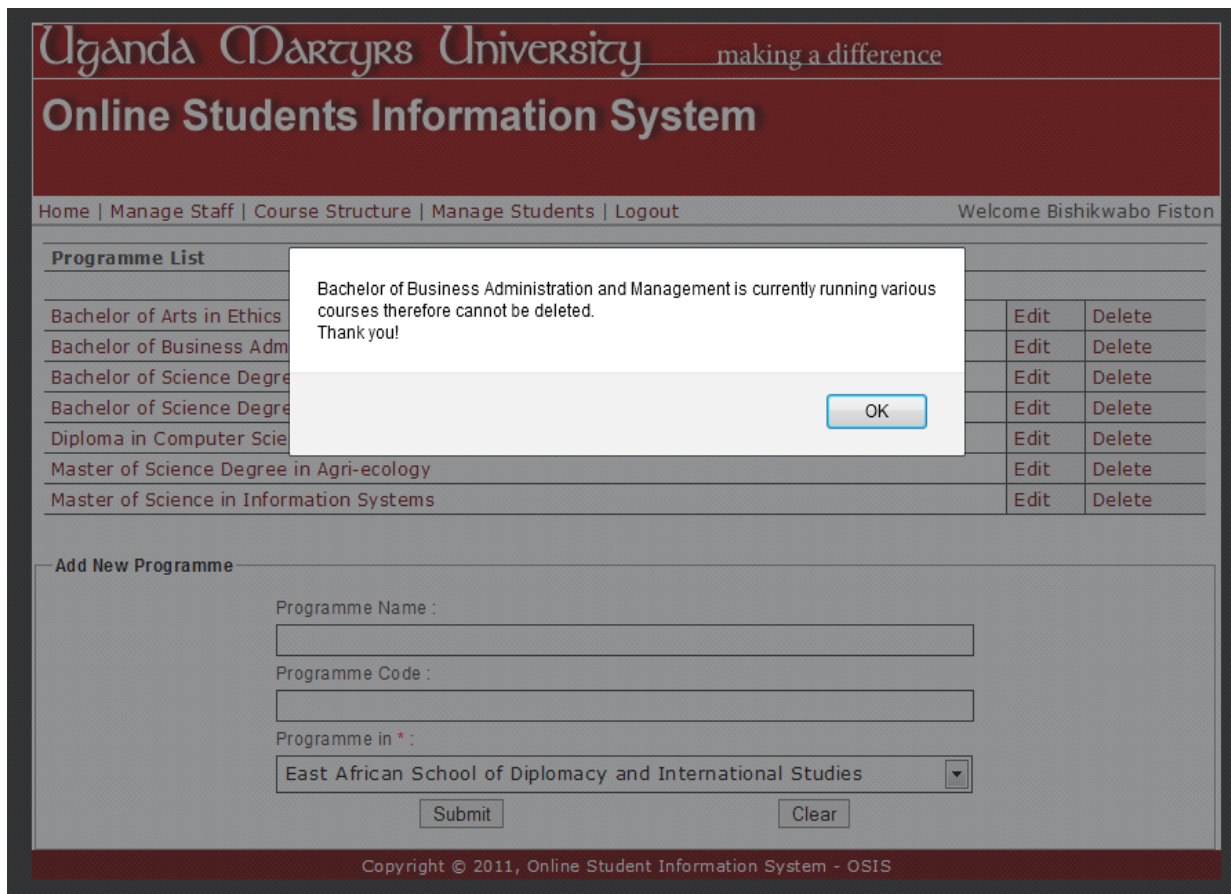 Uganda Martyrs University making a difference
Online Students Information System
Home | Manage Staff | Course Structure | Manage Students | Logout Welcome Bishikwabo Fiston
Programme List
Bachelor of Business Administration and Management is currently running various
courses therefore cannot be deleted.
Thank you!
OK
Bachelor of Arts in Ethics Edit Delete
Bachelor of Business Adm Edit Delete
Bachelor of Science Degre Edit Delete
Bachelor of Science Degre Edit Delete
Diploma in Computer Scie Edit Delete
Master of Science Degree in Agri-ecology Edit Delete
Master of Science in Information Systems Edit Delete
Add New Programme
Programme Name :
Programme Code :
Programme in * :
East African School of Diplomacy and International Studies
Submit Clear
Copyright © 2011, Online Student Information System - OSIS